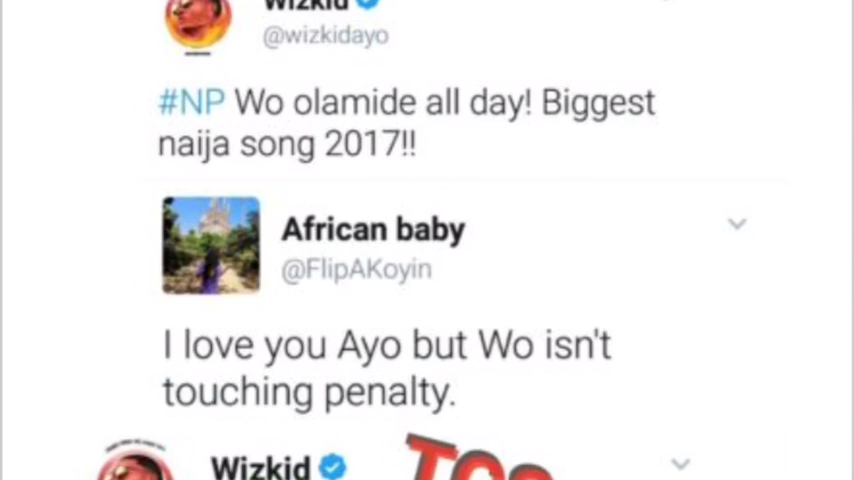 Wizkid
@wizkidayo
#NP Wo olamide all day! Biggest
naija song 2017!!
African baby
@FlipAKoyin
I love you Ayo but Wo isn't
touching penalty.
Wizkid